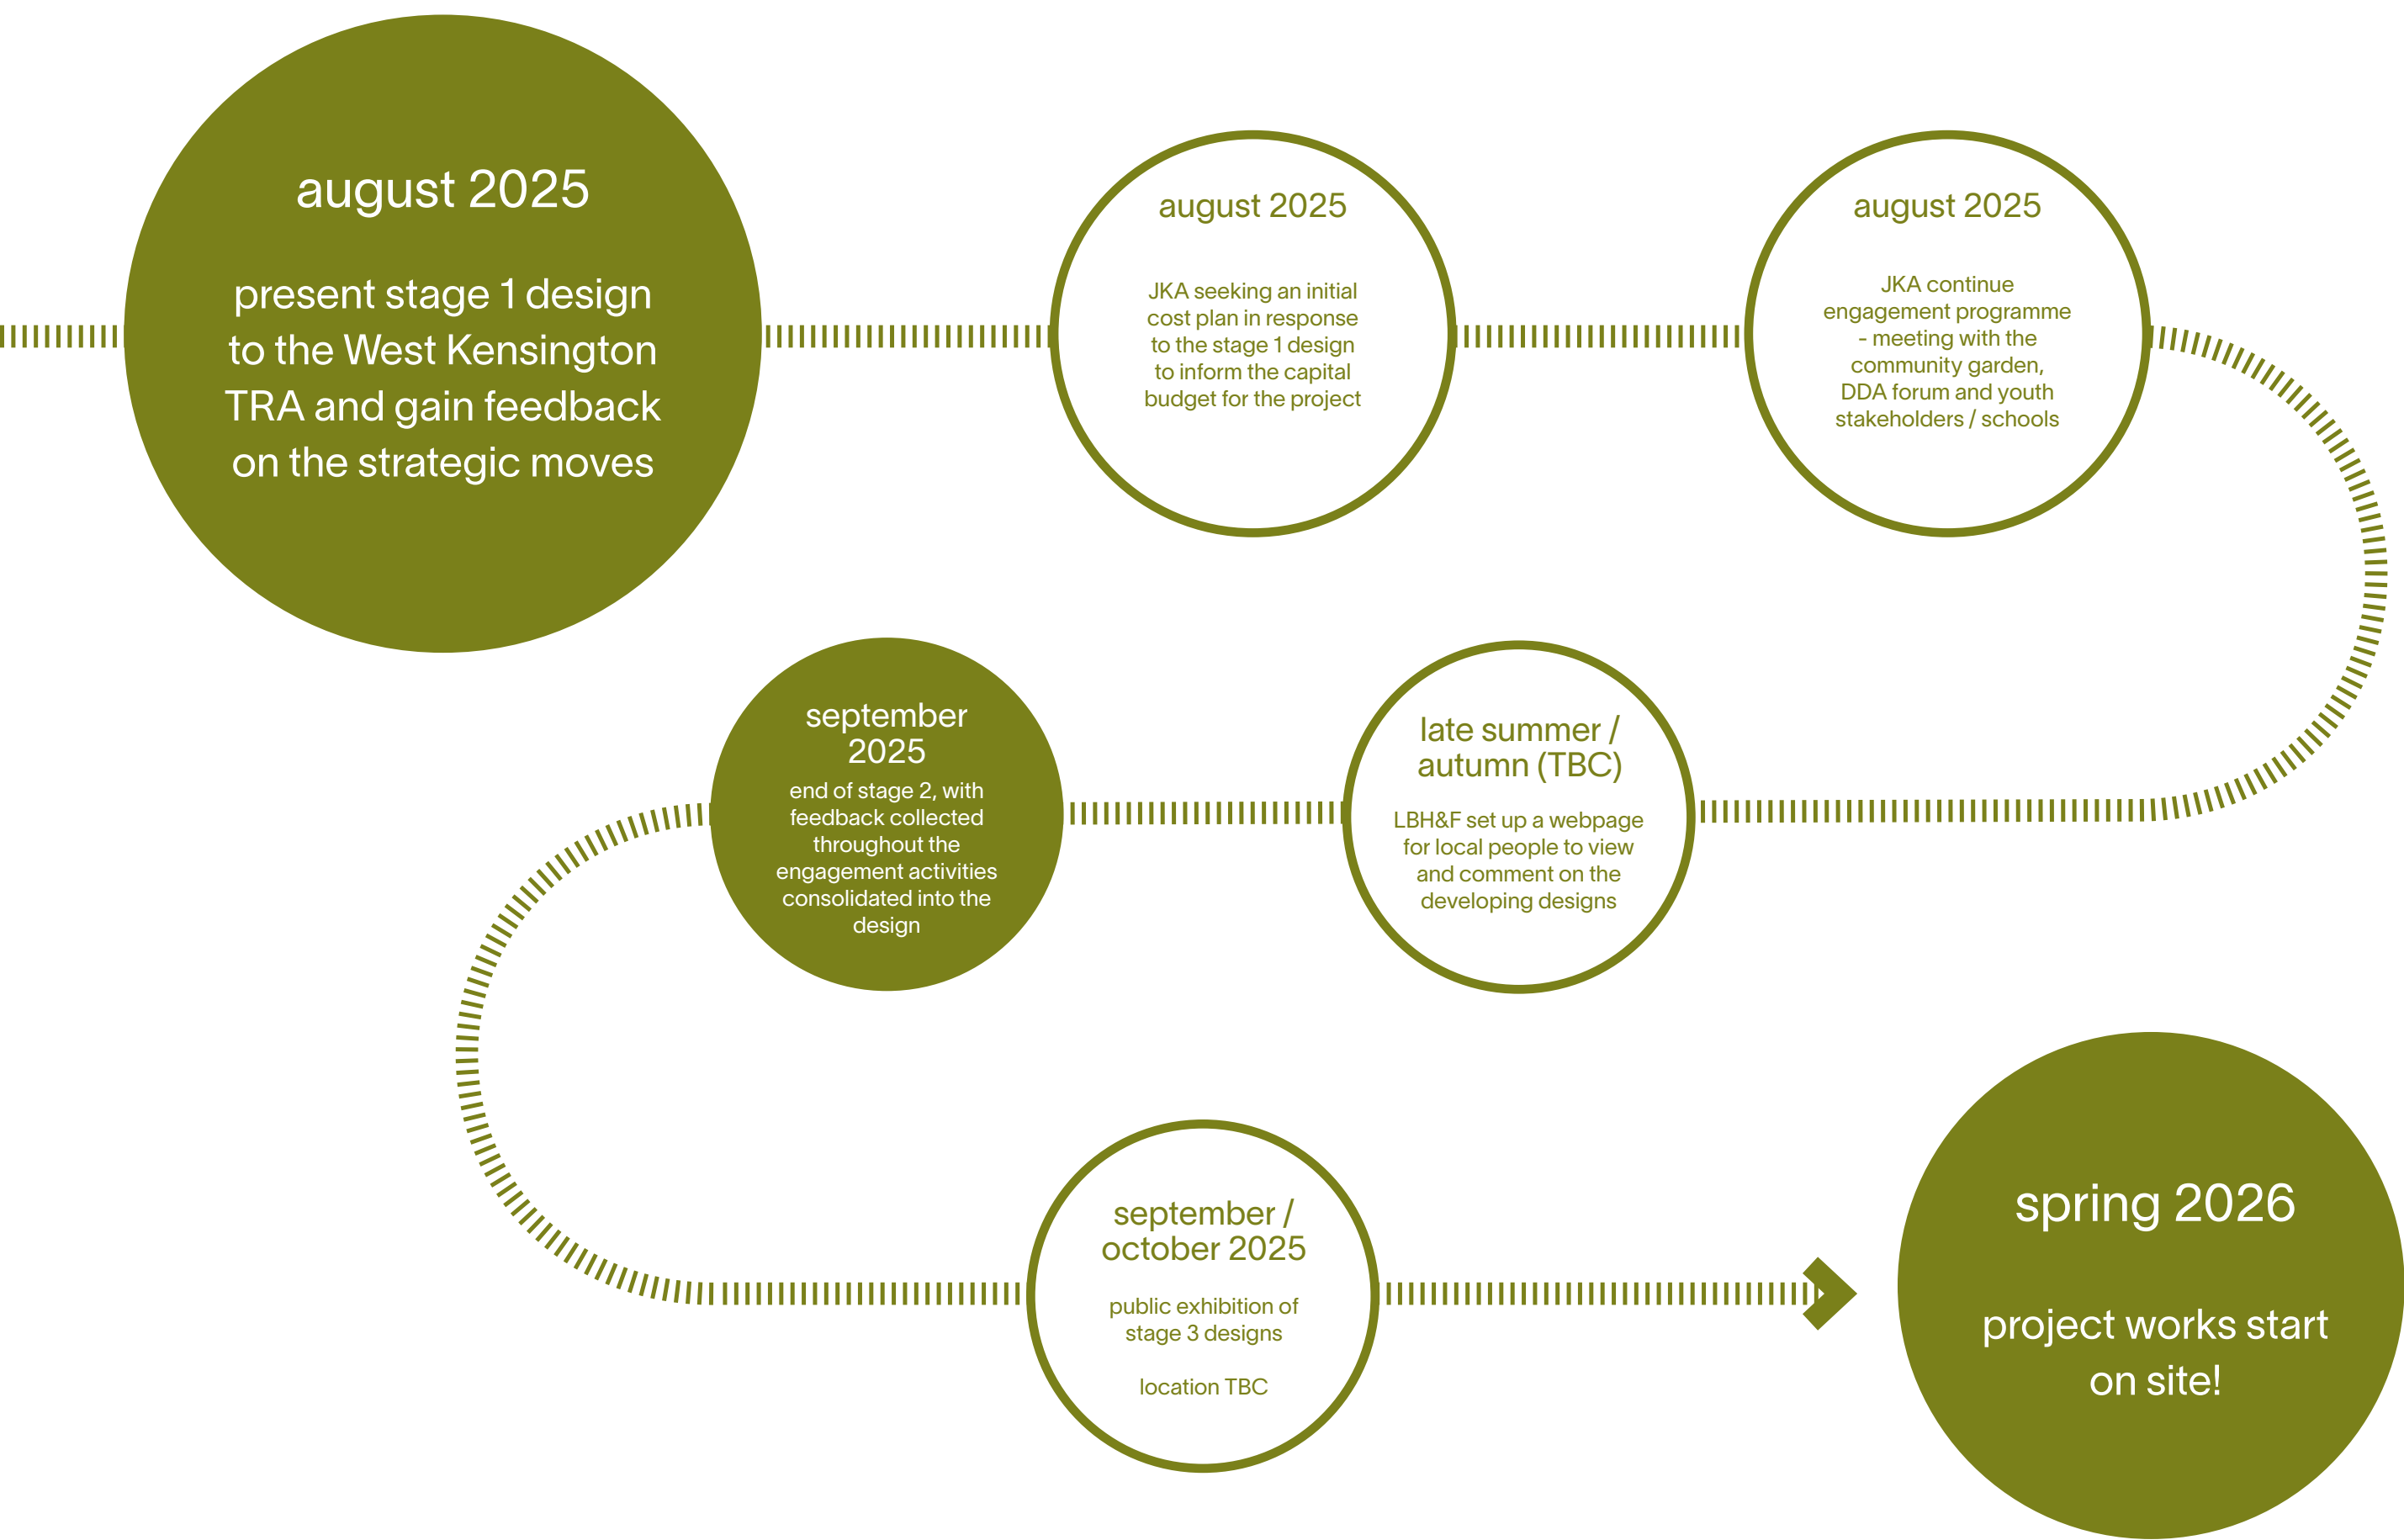 august 2025
present stage 1 design
to the West Kensington
TRA and gain feedback
on the strategic moves
august 2025
JKA seeking an initial
cost plan in response
to the stage 1 design
to inform the capital
budget for the project
august 2025
JKA continue
engagement programme
- meeting with the
community garden,
DDA forum and youth
stakeholders / schools
late summer /
autumn (TBC)
LBH&F set up a webpage
for local people to view
and comment on the
developing designs
september
2025
end of stage 2, with
feedback collected
throughout the
engagement activities
consolidated into the
design
september /
october 2025
public exhibition of
stage 3 designs
location TBC
spring 2026
project works start
on site!